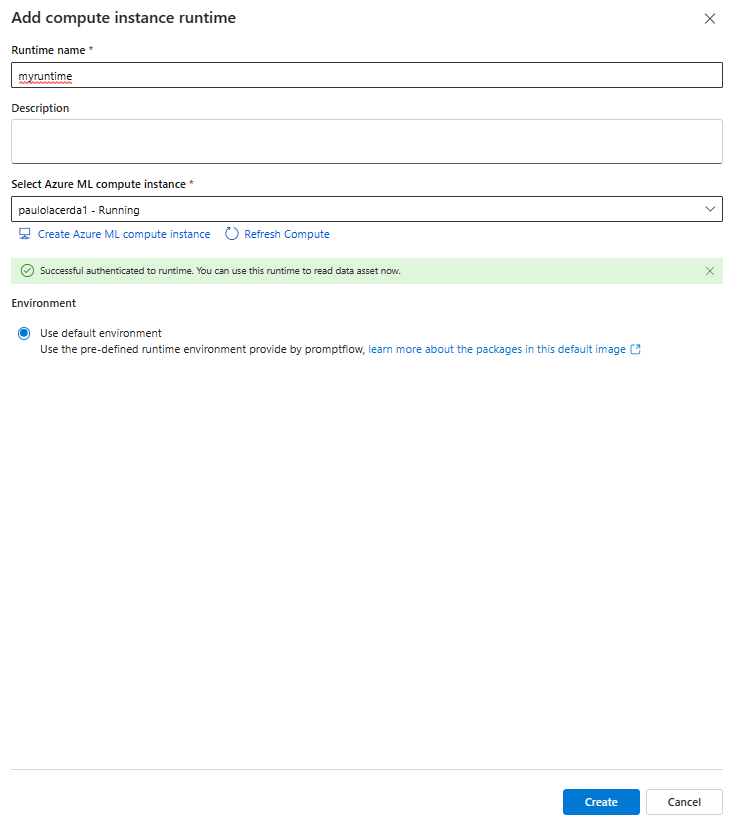 Add compute instance runtime
Runtime name *
myruntime
Description
Select Azure ML compute instance *
paulolacerda1 - Running
Create Azure ML compute instance Refresh Compute
Successful authenticated to runtime. You can use this runtime to read data asset now.
Environment
Use default environment
Use the pre-defined runtime environment provide by promptflow, learn more about the packages in this default image
Create Cancel